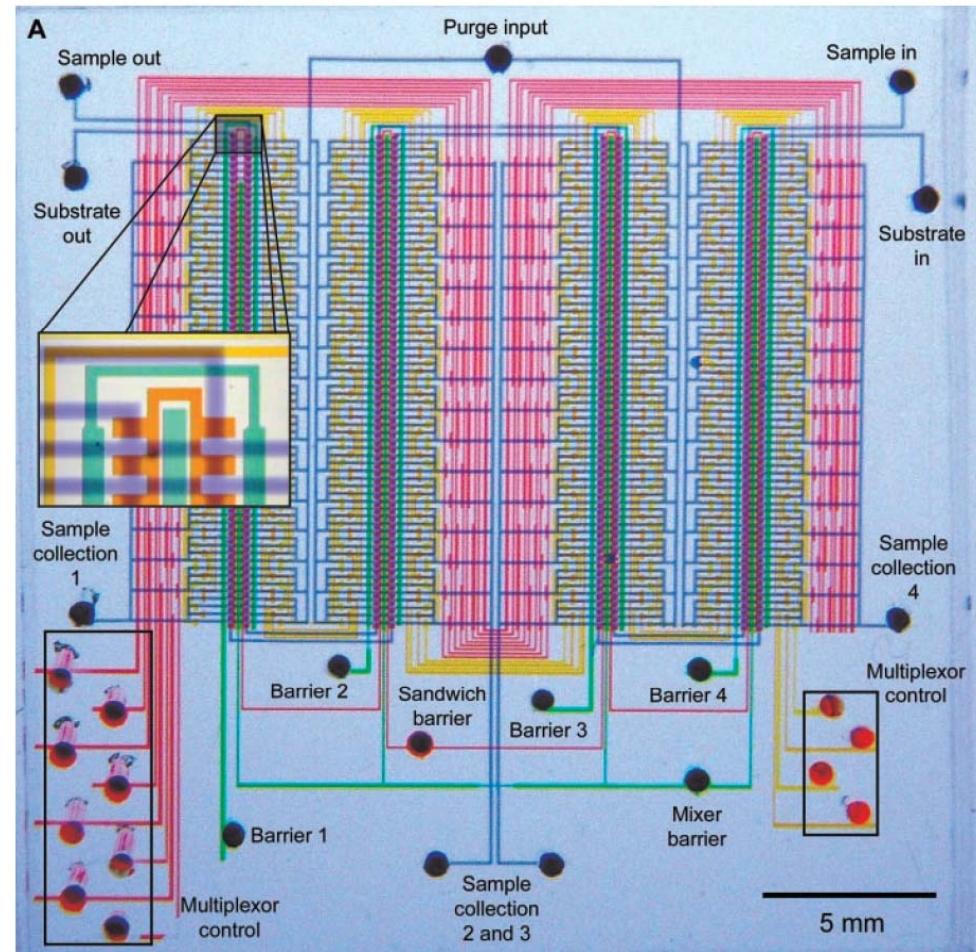 A
Purge input
Sample out
Sample in
Substrate
out
Substrate
in
Sample
collection
1
Sample
collection
4
Barrier 2
Sandwich
barrier
Barrier 3
Barrier 4
Multiplexor
control
Barrier 1
Mixer
barrier
Multiplexor
control
Sample
collection
2 and 3
5 mm